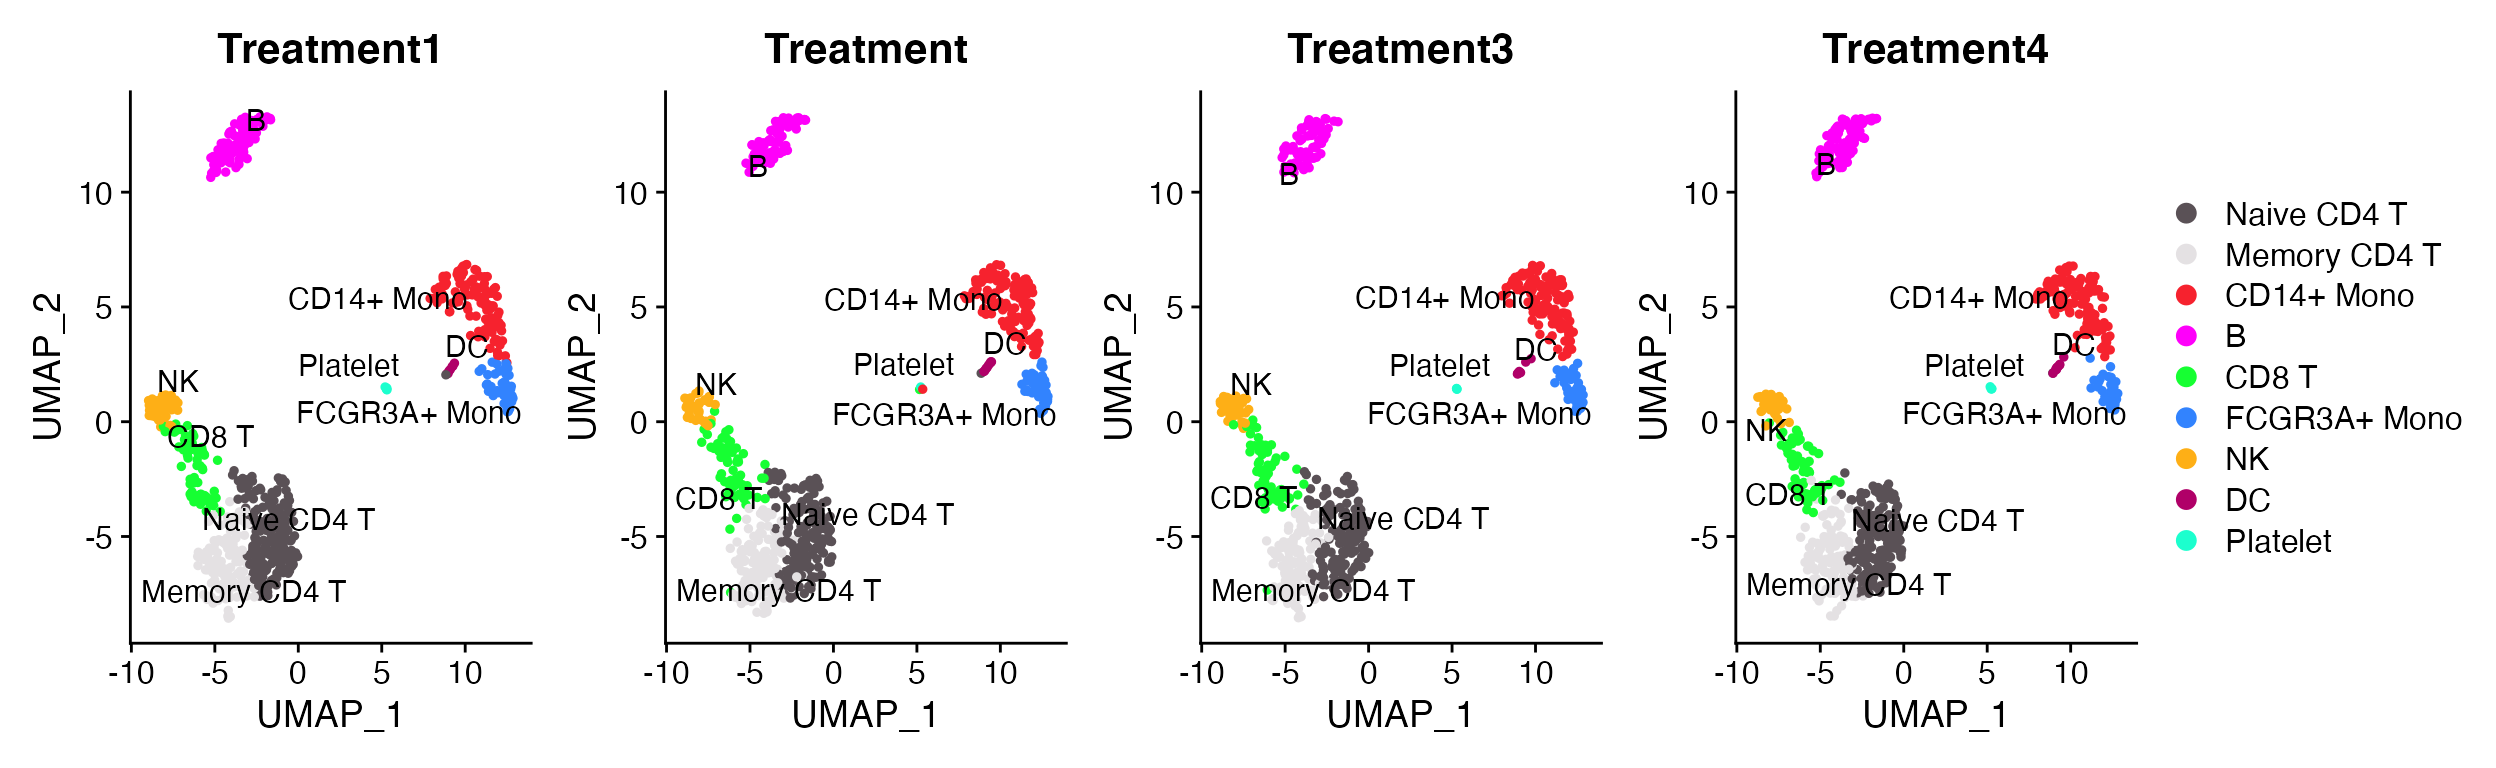 Treatment1
B
CD14+ Mono
DC
Platelet
NK
FCGR3A+ Mono
CD8 T
Naive CD4 T
Memory CD4 T
10
5
0
-5
-10
-5
0
5
10
UMAP_1
UMAP_2
Treatment
B
CD14+ Mono
DC
Platelet
NK
FCGR3A+ Mono
CD8 T
Naive CD4 T
Memory CD4 T
10
5
0
-5
-10
-5
0
5
10
UMAP_1
UMAP_2
Treatment3
B
CD14+ Mono
DC
Platelet
NK
FCGR3A+ Mono
CD8 T
Naive CD4 T
Memory CD4 T
10
5
0
-5
-10
-5
0
5
10
UMAP_1
UMAP_2
Treatment4
B
CD14+ Mono
DC
Platelet
FCGR3A+ Mono
NK
CD8 T
Naive CD4 T
Memory CD4 T
10
5
0
-5
-10
-5
0
5
10
UMAP_1
UMAP_2
Naive CD4 T
Memory CD4 T
CD14+ Mono
B
CD8 T
FCGR3A+ Mono
NK
DC
Platelet